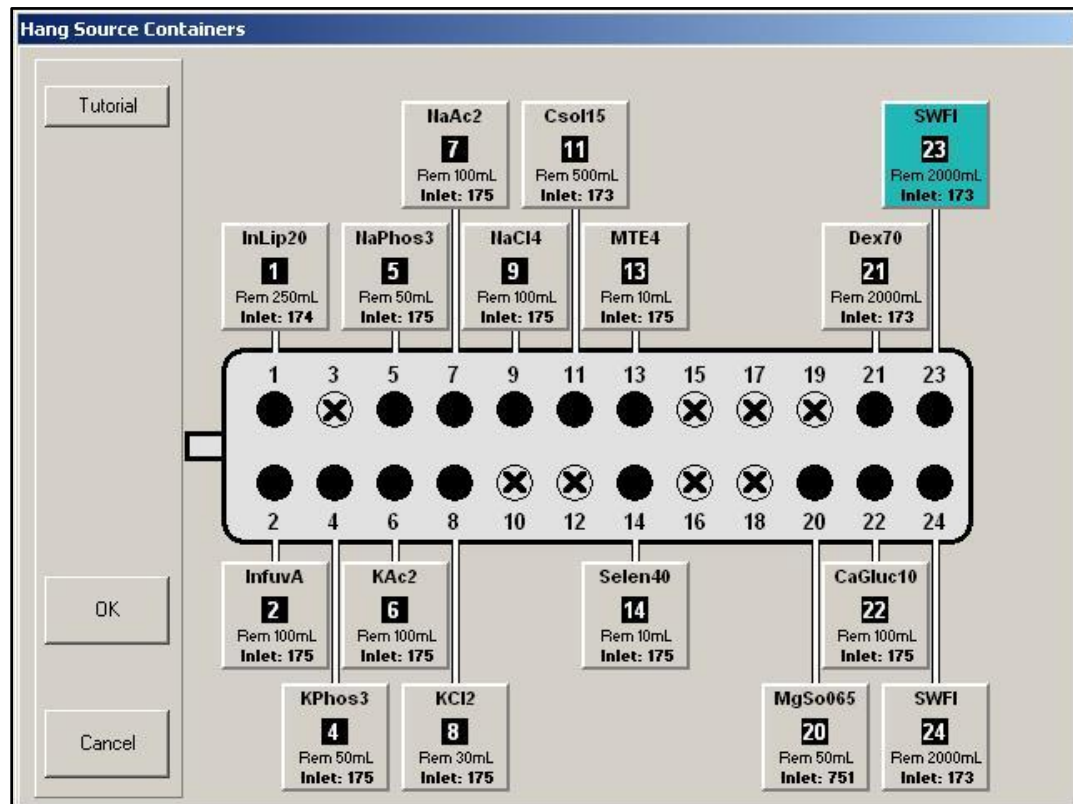 Hang Source Containers
Tutorial
NaAc2
7
Rem 100mL
Inlet: 175
Csol15
11
Rem 500mL
Inlet: 173
SWFI
23
Rem 2000mL
Inlet: 173
InLip20
1
Rem 250mL
Inlet: 174
NaPhos3
5
Rem 50mL
Inlet: 175
NaCl4
9
Rem 100mL
Inlet: 175
MTE4
13
Rem 10mL
Inlet: 175
Dex70
21
Rem 2000mL
Inlet: 173
1 3 5 7 9 11 13 15 17 19 21 23
2 4 6 8 10 12 14 16 18 20 22 24
InfuvA
2
Rem 100mL
Inlet: 175
KAc2
6
Rem 100mL
Inlet: 175
Selen40
14
Rem 10mL
Inlet: 175
CaGluc10
22
Rem 100mL
Inlet: 175
OK
KPhos3
4
Rem 50mL
Inlet: 175
KCl2
8
Rem 30mL
Inlet: 175
MgSo065
20
Rem 50mL
Inlet: 751
SWFI
24
Rem 2000mL
Inlet: 173
Cancel